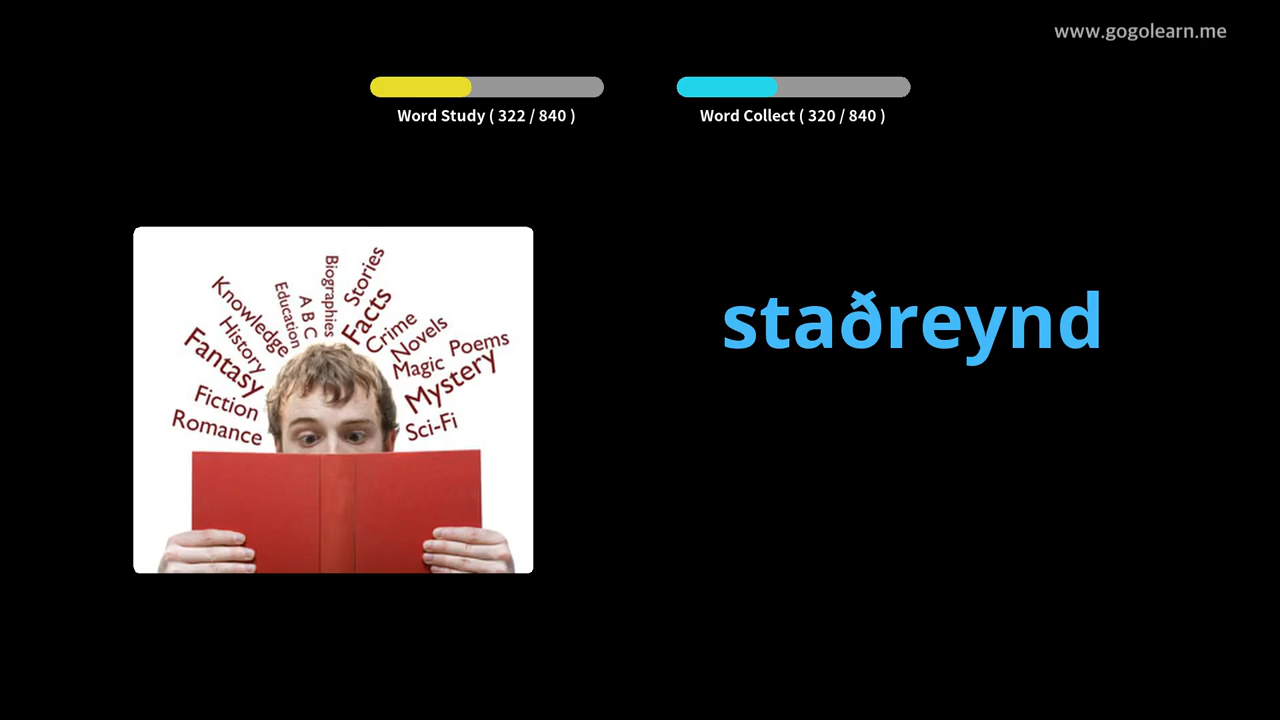 www.gogolearn.me
Word Study ( 322 / 840 )
Word Collect ( 320 / 840 )
staðreynd
Romance
Fiction
Fantasy
History
Knowledge
Education
A B C
Biographies
Stories
Facts
Crime
Novels
Magic
Poems
Mystery
Sci-Fi